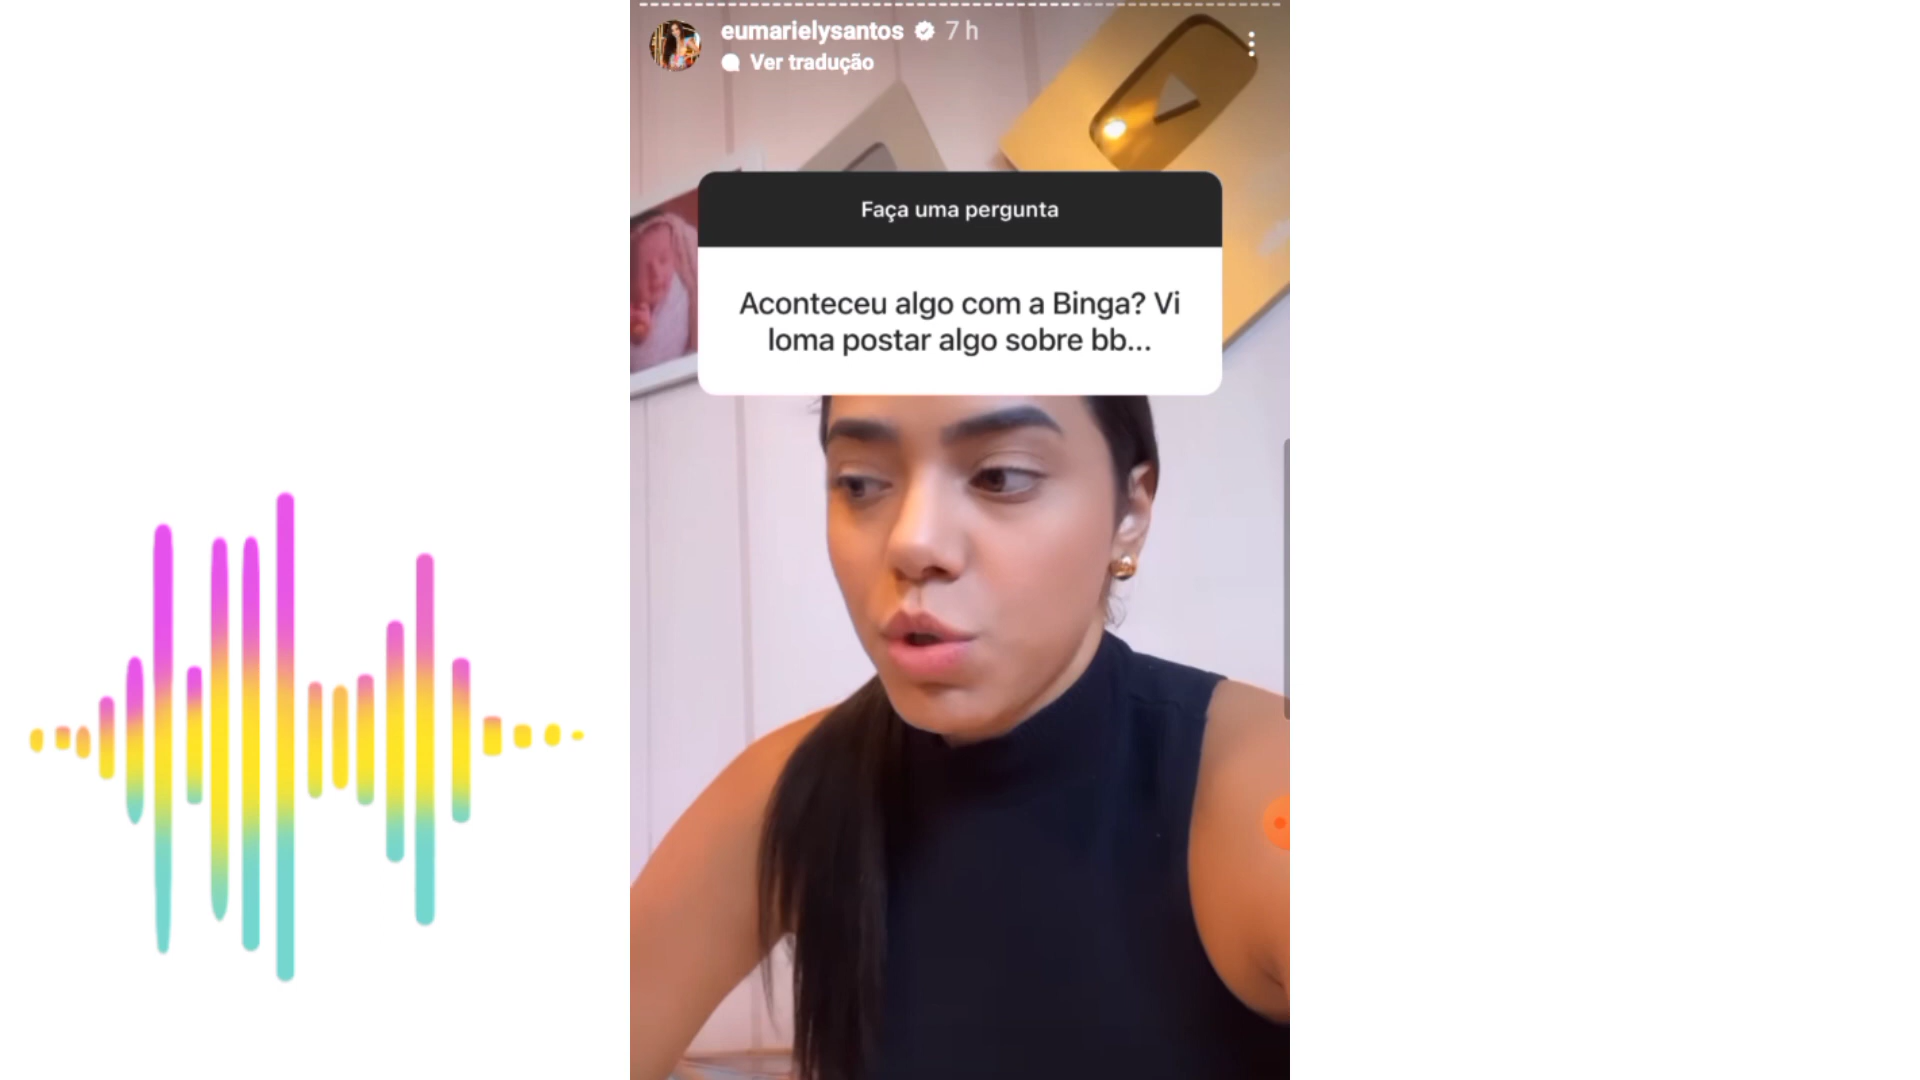 eumarielysantos 7 h
Ver tradução
Faça uma pergunta
Aconteceu algo com a Binga? Vi
loma postar algo sobre bb...